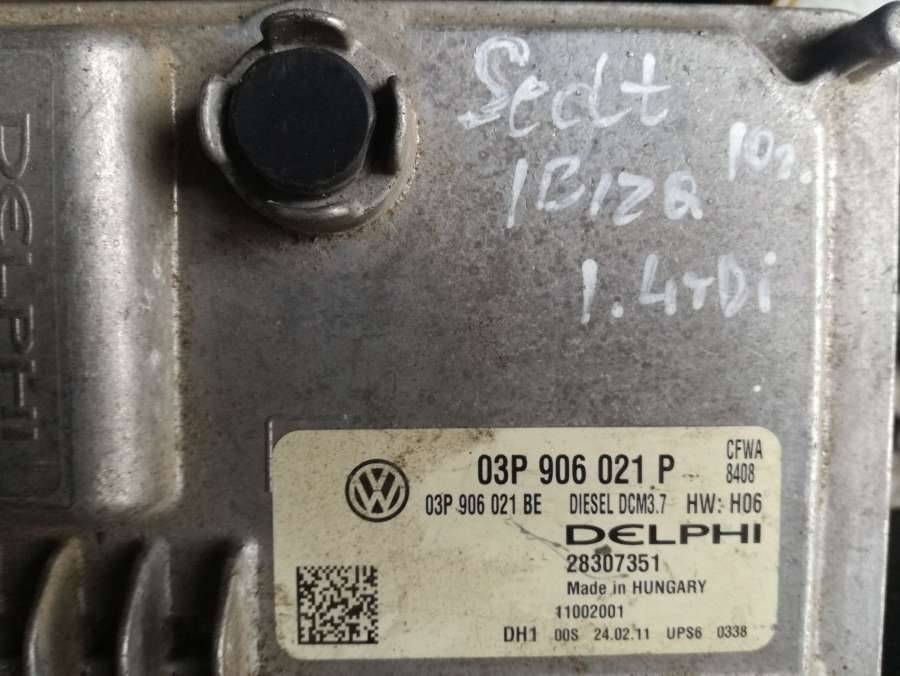 Seat
IBIZA 10г.
1.4TDi
DELPHI
03P 906 021 P
CFWA
8408
03P 906 021 BE DIESEL DCM3.7 HW: H06
DELPHI
28307351
Made in HUNGARY
11002001
DH1 00S 24.02.11 UPS6 0338